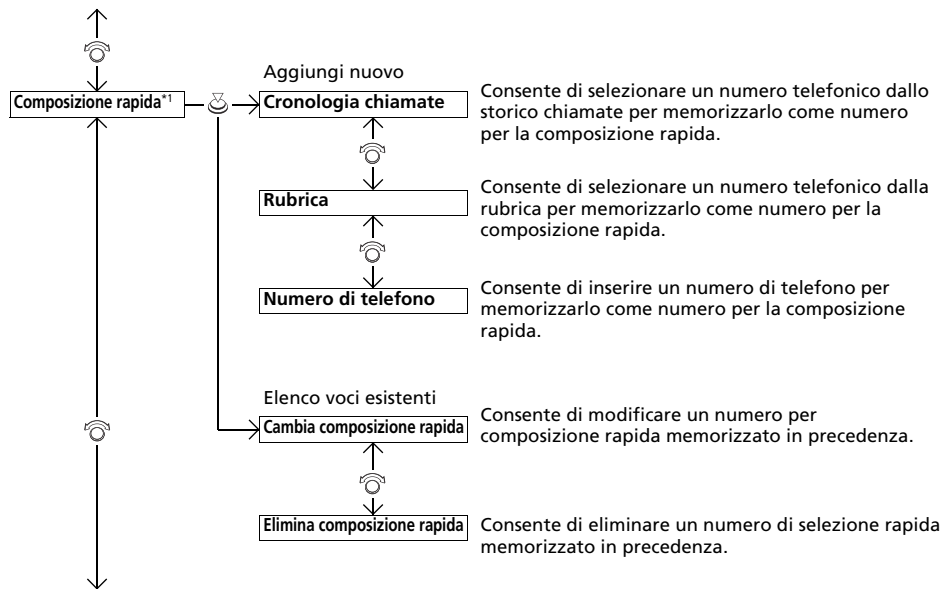 Aggiungi nuovo
Composizione rapida*1
Cronologia chiamate
Consente di selezionare un numero telefonico dallo
storico chiamate per memorizzarlo come numero
per la composizione rapida.
Rubrica
Consente di selezionare un numero telefonico dalla
rubrica per memorizzarlo come numero per la
composizione rapida.
Numero di telefono
Consente di inserire un numero di telefono per
memorizzarlo come numero per la composizione
rapida.
Elenco voci esistenti
Cambia composizione rapida
Consente di modificare un numero per
composizione rapida memorizzato in precedenza.
Elimina composizione rapida
Consente di eliminare un numero di selezione rapida
memorizzato in precedenza.